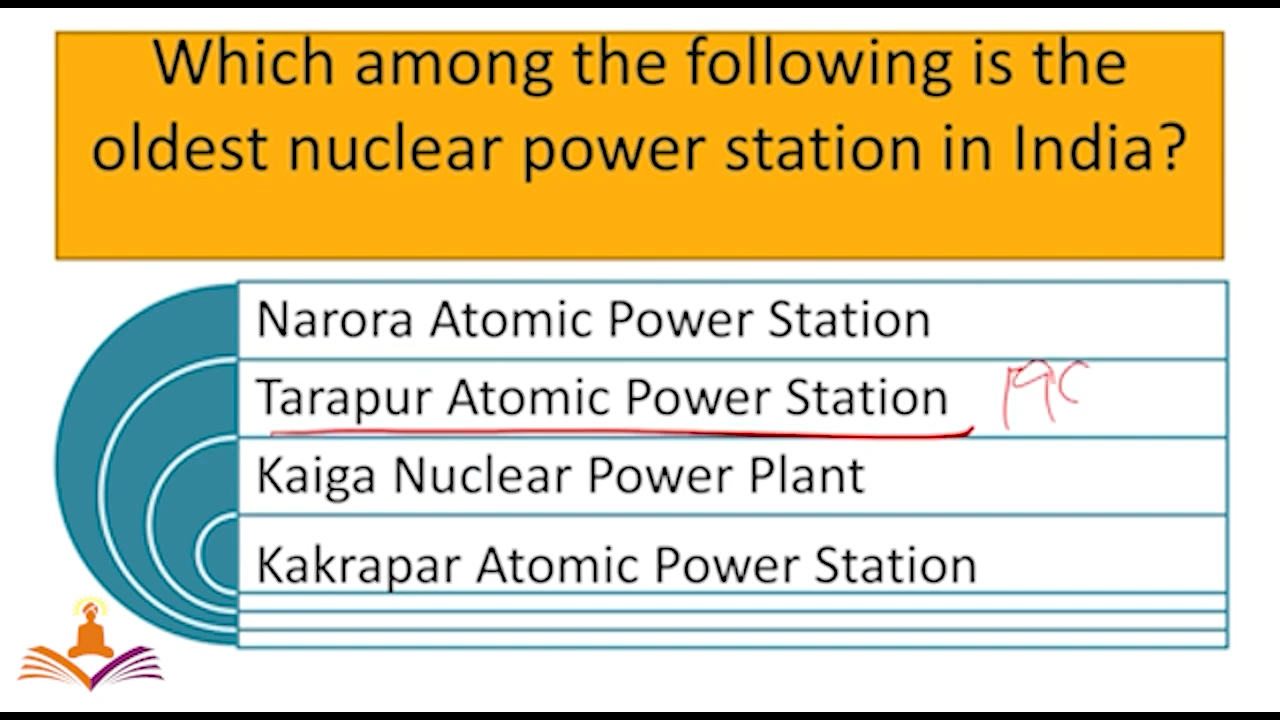 Which among the following is the
oldest nuclear power station in India?
Narora Atomic Power Station
Tarapur Atomic Power Station
Kaiga Nuclear Power Plant
Kakrapar Atomic Power Station